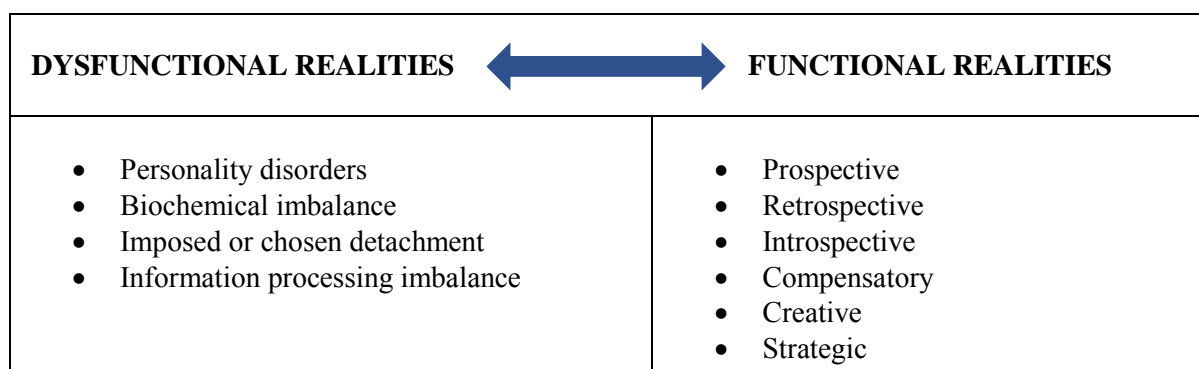 DYSFUNCTIONAL REALITIES
FUNCTIONAL REALITIES
• Personality disorders
• Biochemical imbalance
• Imposed or chosen detachment
• Information processing imbalance
• Prospective
• Retrospective
• Introspective
• Compensatory
• Creative
• Strategic